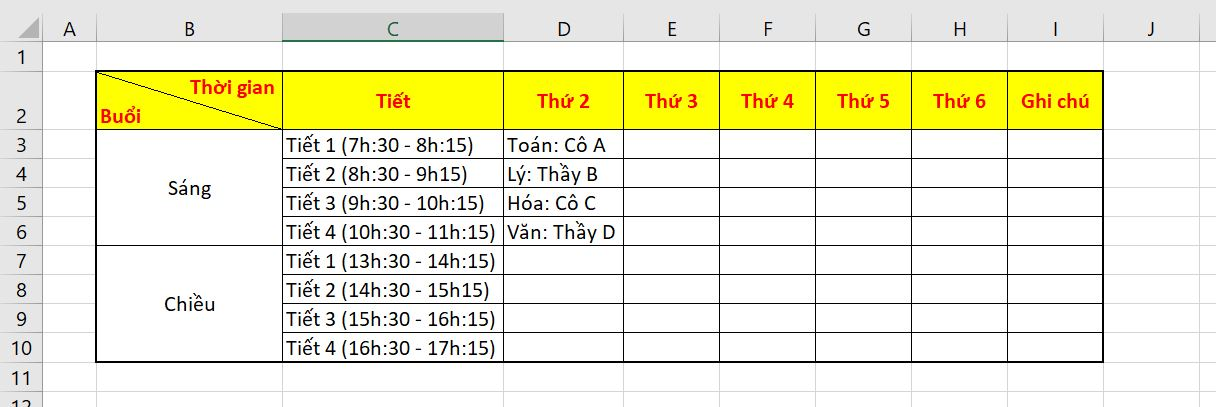 A B C D E F G H I J
1
2 Thời gian Buổi Tiết Thứ 2 Thứ 3 Thứ 4 Thứ 5 Thứ 6 Ghi chú
3 Sáng Tiết 1 (7h:30 - 8h:15) Toán: Cô A
4 Tiết 2 (8h:30 - 9h15) Lý: Thầy B
5 Tiết 3 (9h:30 - 10h:15) Hóa: Cô C
6 Tiết 4 (10h:30 - 11h:15) Văn: Thầy D
7 Chiều Tiết 1 (13h:30 - 14h:15)
8 Tiết 2 (14h:30 - 15h15)
9 Tiết 3 (15h:30 - 16h:15)
10 Tiết 4 (16h:30 - 17h:15)
11
12